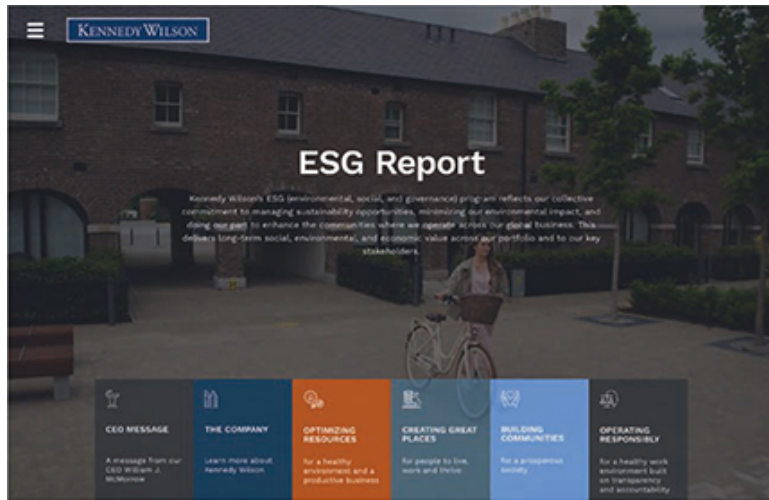 KENNEDY WILSON
ESG Report
Kennedy Wilson's ESG (environmental, social, and governance) program reflects our collective
commitment to managing sustainability opportunities, minimizing our environmental impact, and
doing our part to enhance the communities where we operate across our global business. This
delivers long-term social, environmental, and economic value across our portfolio and to our key
stakeholders.
CEO MESSAGE
A message from our
CEO William J.
McMorrow
THE COMPANY
Learn more about
Kennedy Wilson
OPTIMIZING
RESOURCES
for a healthy
environment and a
productive business
CREATING GREAT
PLACES
for people to live,
work and thrive
BUILDING
COMMUNITIES
for a prosperous
society
OPERATING
RESPONSIBLY
for a healthy work
environment built
on transparency
and accountability